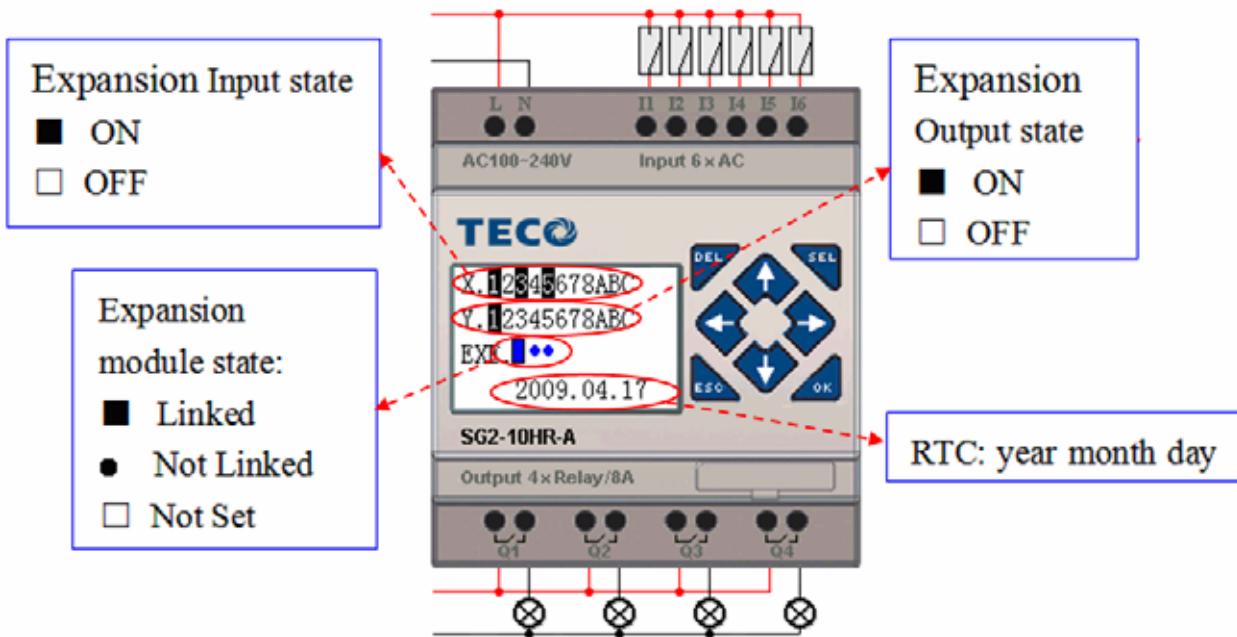 Expansion Input state
■ ON
□ OFF
Expansion
module state:
■ Linked
● Not Linked
□ Not Set
L N I1 I2 I3 I4 I5 I6
AC100~240V Input 6×AC
TECO
X.12345678ABC
Y.12345678ABC
2009.04.17
DEL SEL
ESC OK
SG2-10HR-A
Output 4×Relay/8A
Q1 Q2 Q3 Q4
Expansion
Output state
■ ON
□ OFF
RTC: year month day